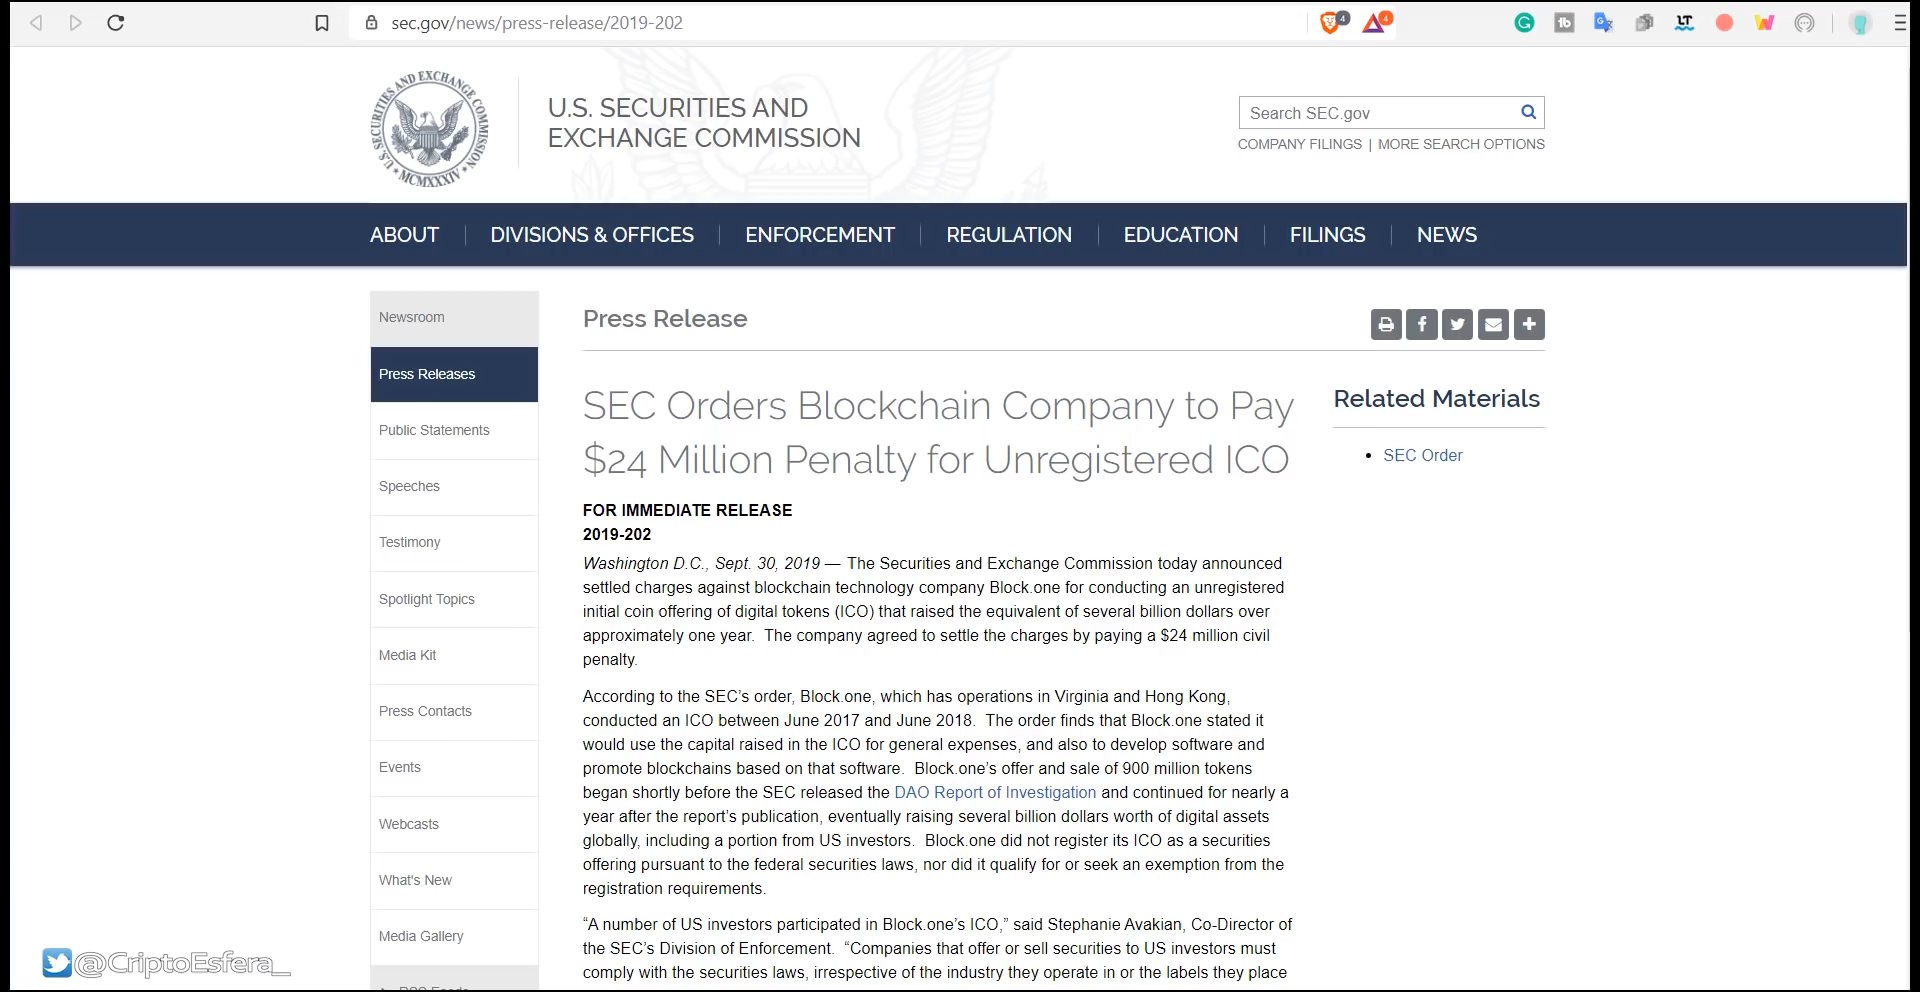 sec.gov/news/press-release/2019-202
4
4
SECURITIES AND EXCHANGE COMMISSION
MCMXXXIV
U.S. SECURITIES AND
EXCHANGE COMMISSION
Search SEC.gov
COMPANY FILINGS | MORE SEARCH OPTIONS
ABOUT
DIVISIONS & OFFICES
ENFORCEMENT
REGULATION
EDUCATION
FILINGS
NEWS
Newsroom
Press Releases
Public Statements
Speeches
Testimony
Spotlight Topics
Media Kit
Press Contacts
Events
Webcasts
What's New
Media Gallery
Press Release
SEC Orders Blockchain Company to Pay
$24 Million Penalty for Unregistered ICO
FOR IMMEDIATE RELEASE
2019-202
Washington D.C., Sept. 30, 2019 — The Securities and Exchange Commission today announced
settled charges against blockchain technology company Block.one for conducting an unregistered
initial coin offering of digital tokens (ICO) that raised the equivalent of several billion dollars over
approximately one year.  The company agreed to settle the charges by paying a $24 million civil
penalty.
According to the SEC’s order, Block.one, which has operations in Virginia and Hong Kong,
conducted an ICO between June 2017 and June 2018.  The order finds that Block.one stated it
would use the capital raised in the ICO for general expenses, and also to develop software and
promote blockchains based on that software.  Block.one’s offer and sale of 900 million tokens
began shortly before the SEC released the DAO Report of Investigation and continued for nearly a
year after the report’s publication, eventually raising several billion dollars worth of digital assets
globally, including a portion from US investors.  Block.one did not register its ICO as a securities
offering pursuant to the federal securities laws, nor did it qualify for or seek an exemption from the
registration requirements.
“A number of US investors participated in Block.one’s ICO,” said Stephanie Avakian, Co-Director of
the SEC’s Division of Enforcement.  “Companies that offer or sell securities to US investors must
comply with the securities laws, irrespective of the industry they operate in or the labels they place
Related Materials
SEC Order
@CriptoEsfera_